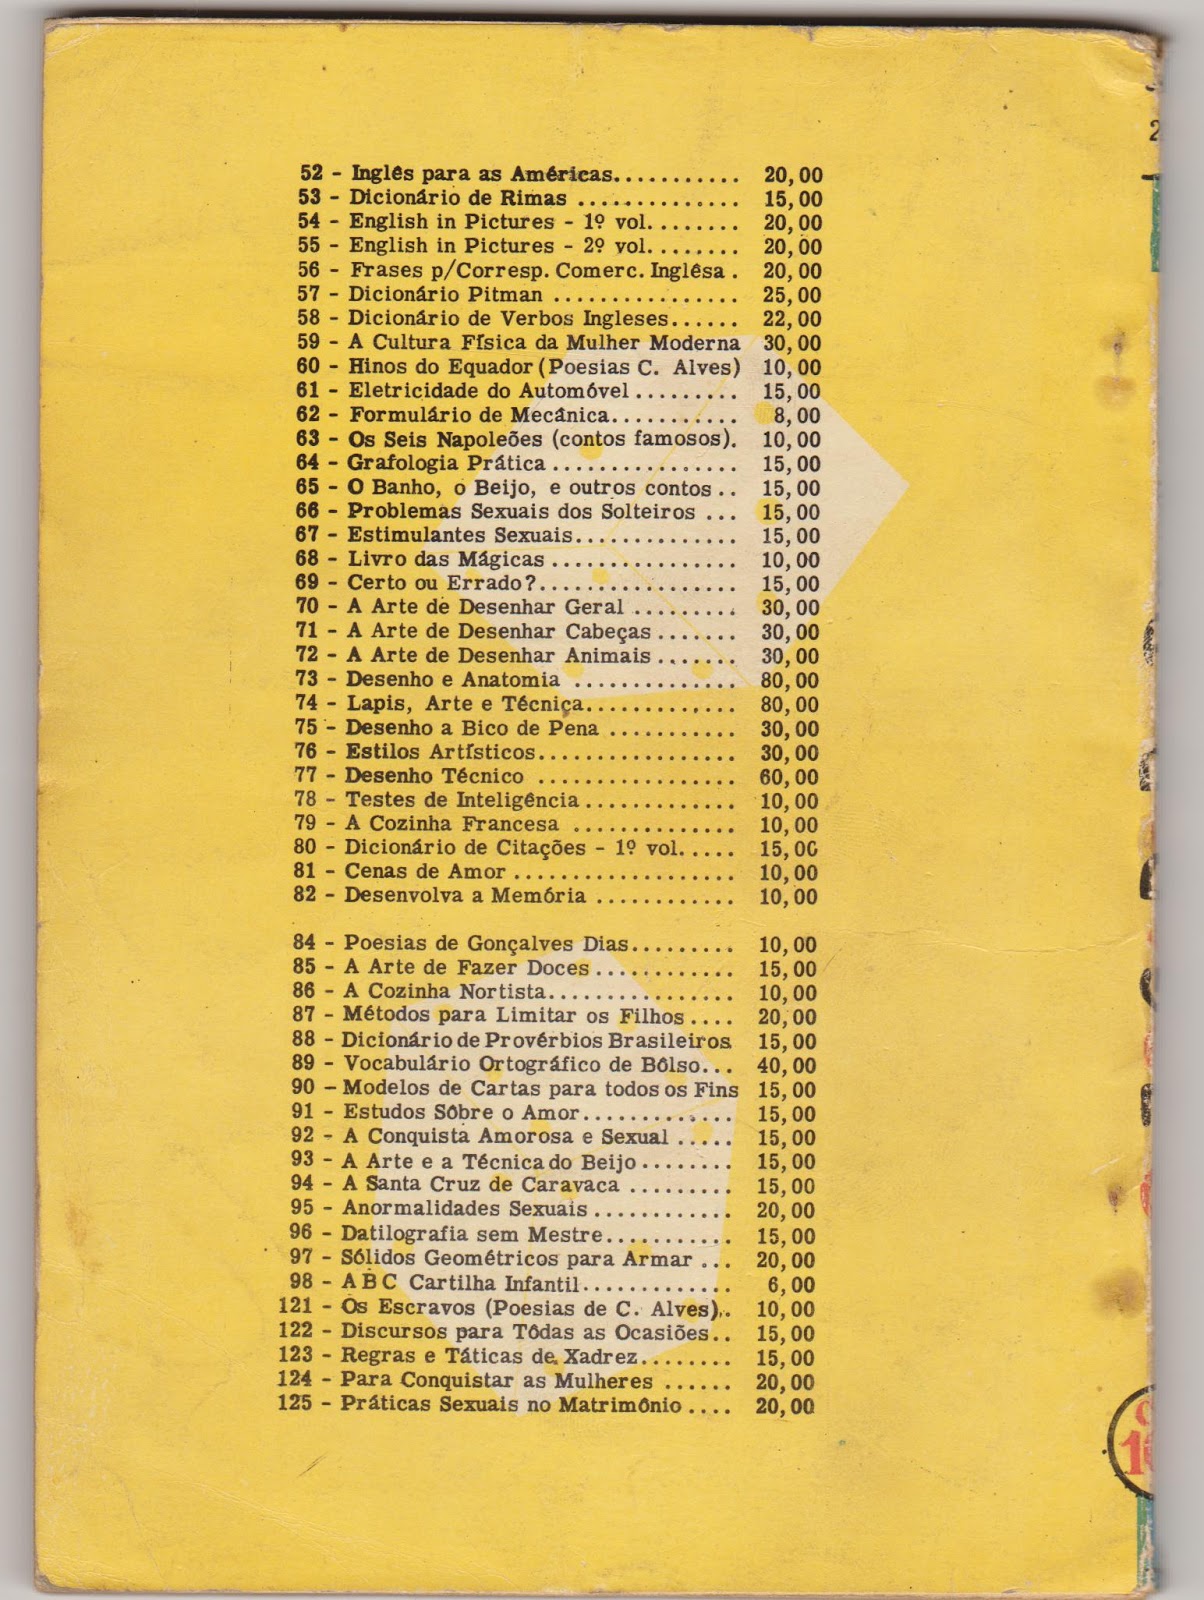 52 - Inglês para as Américas........... 20,00
53 - Dicionário de Rimas .............. 15,00
54 - English in Pictures - 1º vol........ 20,00
55 - English in Pictures - 2º vol........ 20,00
56 - Frases p/Corresp. Comerc. Inglêsa . 20,00
57 - Dicionário Pitman ................ 25,00
58 - Dicionário de Verbos Ingleses...... 22,00
59 - A Cultura Física da Mulher Moderna 30,00
60 - Hinos do Equador (Poesias C. Alves) 10,00
61 - Eletricidade do Automóvel ......... 15,00
62 - Formulário de Mecânica........... 8,00
63 - Os Seis Napoleões (contos famosos). 10,00
64 - Grafologia Prática ................ 15,00
65 - O Banho, o Beijo, e outros contos .. 15,00
66 - Problemas Sexuais dos Solteiros ... 15,00
67 - Estimulantes Sexuais.............. 15,00
68 - Livro das Mágicas ................ 10,00
69 - Certo ou Errado?................. 15,00
70 - A Arte de Desenhar Geral ......... 30,00
71 - A Arte de Desenhar Cabeças ....... 30,00
72 - A Arte de Desenhar Animais ....... 30,00
73 - Desenho e Anatomia .............. 80,00
74 - Lapis, Arte e Técnica............. 80,00
75 - Desenho a Bico de Pena ........... 30,00
76 - Estilos Artísticos................. 30,00
77 - Desenho Técnico ................. 60,00
78 - Testes de Inteligência ............. 10,00
79 - A Cozinha Francesa .............. 10,00
80 - Dicionário de Citações - 1º vol..... 15,00
81 - Cenas de Amor ................... 10,00
82 - Desenvolva a Memória ............ 10,00
84 - Poesias de Gonçalves Dias......... 10,00
85 - A Arte de Fazer Doces ............ 15,00
86 - A Cozinha Nortista................ 10,00
87 - Métodos para Limitar os Filhos .... 20,00
88 - Dicionário de Provérbios Brasileiros 15,00
89 - Vocabulário Ortográfico de Bôlso... 40,00
90 - Modelos de Cartas para todos os Fins 15,00
91 - Estudos Sôbre o Amor............. 15,00
92 - A Conquista Amorosa e Sexual ..... 15,00
93 - A Arte e a Técnica do Beijo ........ 15,00
94 - A Santa Cruz de Caravaca ......... 15,00
95 - Anormalidades Sexuais ............ 20,00
96 - Datilografia sem Mestre........... 15,00
97 - Sólidos Geométricos para Armar ... 20,00
98 - A B C Cartilha Infantil............. 6,00
121 - Os Escravos (Poesias de C. Alves).. 10,00
122 - Discursos para Tôdas as Ocasiões.. 15,00
123 - Regras e Táticas de Xadrez........ 15,00
124 - Para Conquistar as Mulheres ...... 20,00
125 - Práticas Sexuais no Matrimônio .... 20,00